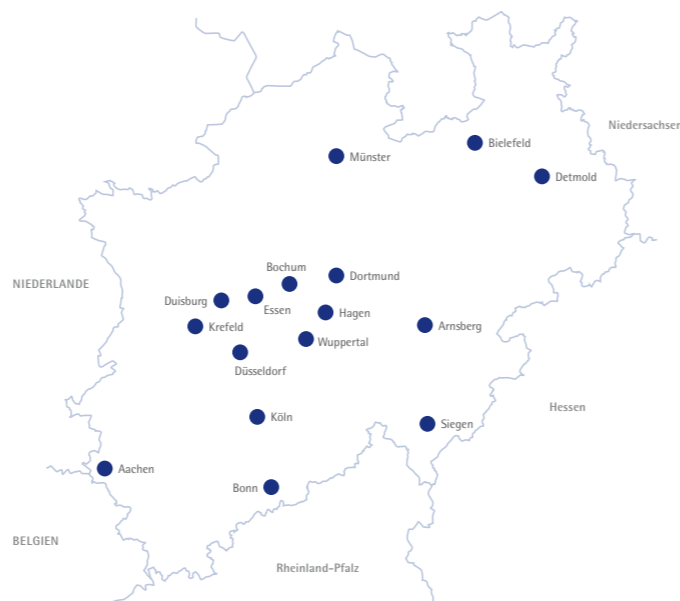 Niedersachsen
Bielefeld
Münster
Detmold
Bochum
Dortmund
NIEDERLANDE
Duisburg
Essen
Hagen
Krefeld
Arnsberg
Wuppertal
Düsseldorf
Hessen
Köln
Siegen
Aachen
Bonn
BELGIEN
Rheinland-Pfalz